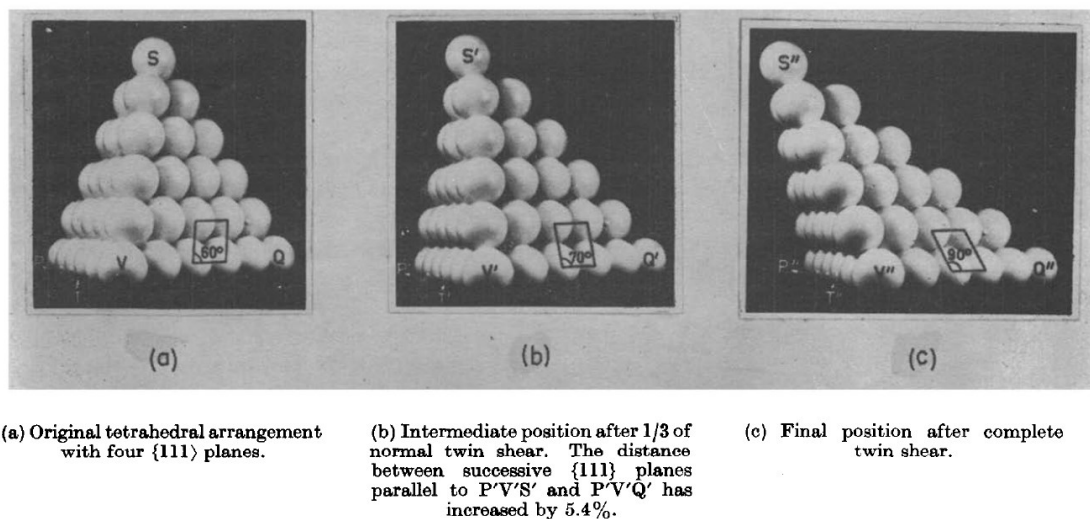 S
60°
P
V
Q
T
(a)
S'
70°
V'
Q'
T'
(b)
S"
90°
P"
V"
Q"
T"
(c)
(a) Original tetrahedral arrangement
with four {111} planes.
(b) Intermediate position after 1/3 of
normal twin shear. The distance
between successive {111} planes
parallel to P'V'S' and P'V'Q' has
increased by 5.4%.
(c) Final position after complete
twin shear.